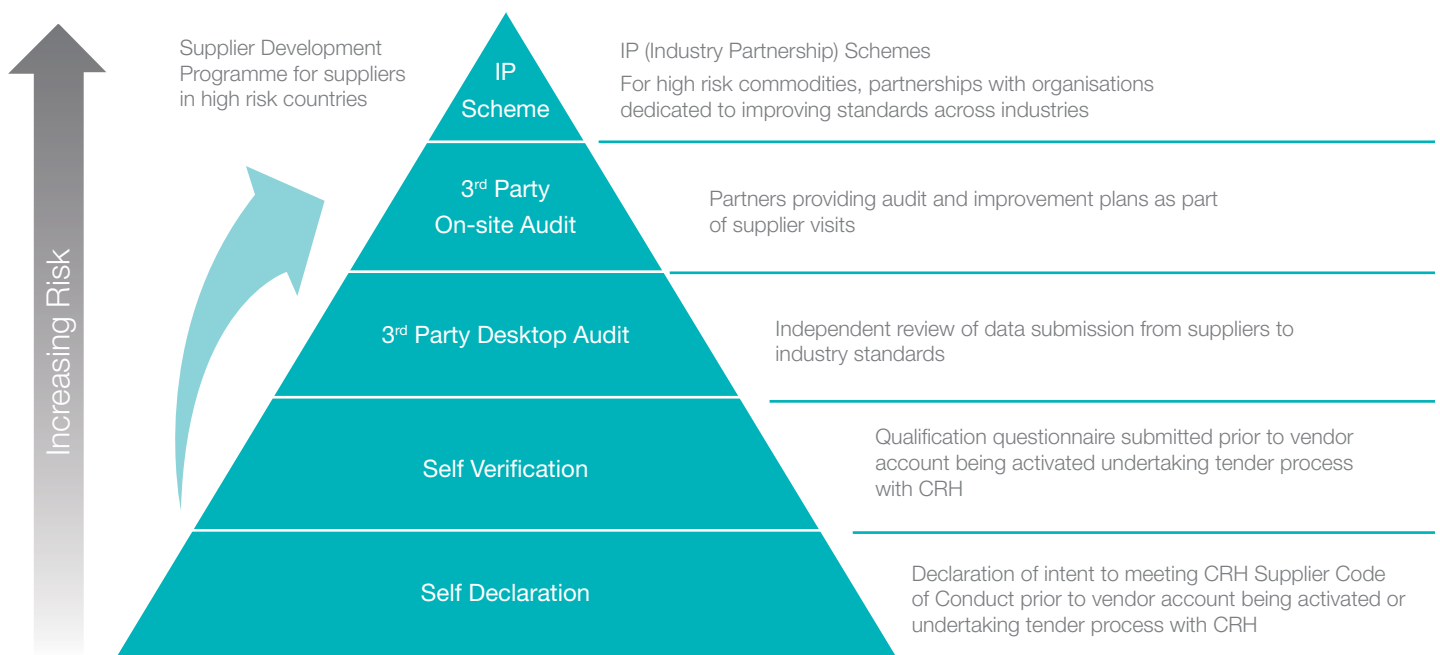 Increasing Risk
Supplier Development
Programme for suppliers
in high risk countries
IP
Scheme
IP (Industry Partnership) Schemes
For high risk commodities, partnerships with organisations
dedicated to improving standards across industries
3rd Party
On-site Audit
Partners providing audit and improvement plans as part
of supplier visits
3rd Party Desktop Audit
Independent review of data submission from suppliers to
industry standards
Self Verification
Qualification questionnaire submitted prior to vendor
account being activated undertaking tender process
with CRH
Self Declaration
Declaration of intent to meeting CRH Supplier Code
of Conduct prior to vendor account being activated or
undertaking tender process with CRH